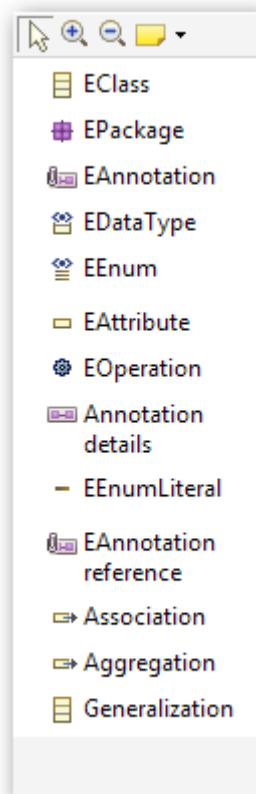 EClass
EPackage
EAnnotation
EDataType
EEnum
EAttribute
EOperation
Annotation
details
EEnumLiteral
EAnnotation
reference
Association
Aggregation
Generalization